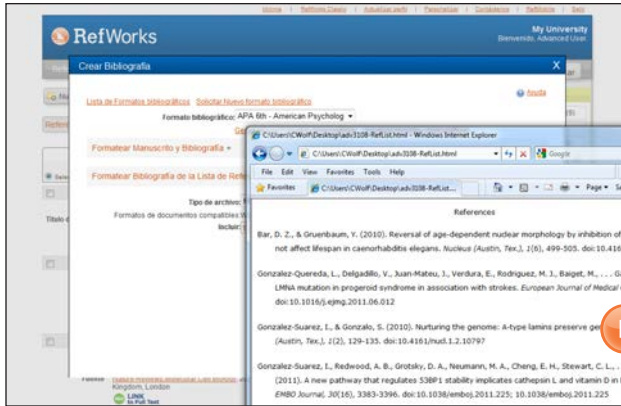 Home | RefWorks Classic | Actualizar perfil | Personalizar | Contáctenos | RefMobile | Salir
RefWorks
My University
Bienvenido, Advanced User.
Crear Bibliografía
X
Ayuda
Lista de Formatos bibliográficos Solicitar Nuevo formato bibliográfico
Formato bibliográfico: APA 6th - American Psycholog
Formatear Manuscrito y Bibliografía
Formatear Bibliografía de la Lista de Refe
Tipo de archivo:
Formatos de documentos compatibles:
Incluir:
C:\Users\CWolf\Desktop\adv3108-RefList.html - Windows Internet Explorer
C:\Users\CWolf\Desktop\adv3108-RefList.html
Google
File Edit View Favorites Tools Help
Favorites C:\Users\CWolf\Desktop\adv3108-RefList....
Page
References
Bar, D. Z., & Gruenbaum, Y. (2010). Reversal of age-dependent nuclear morphology by inhibition of
not affect lifespan in caenorhabditis elegans. Nucleus (Austin, Tex.), 1(6), 499-505. doi:10.416
Gonzalez-Quereda, L., Delgadillo, V., Juan-Mateu, J., Verdura, E., Rodriguez, M. J., Baiget, M., . . . Ga
LMNA mutation in progeroid syndrome in association with strokes. European Journal of Medical
doi:10.1016/j.ejmg.2011.06.012
Gonzalez-Suarez, I., & Gonzalo, S. (2010). Nurturing the genome: A-type lamins preserve ge
(Austin, Tex.), 1(2), 129-135. doi:10.4161/nucl.1.2.10797
Gonzalez-Suarez, I., Redwood, A. B., Grotsky, D. A., Neumann, M. A., Cheng, E. H., Stewart, C. L., .
(2011). A new pathway that regulates 53BP1 stability implicates cathepsin L and vitamin D in
EMBO Journal, 30(16), 3383-3396. doi:10.1038/emboj.2011.225; 10.1038/emboj.2011.225
Kingdom, London
LINK
to Full Text